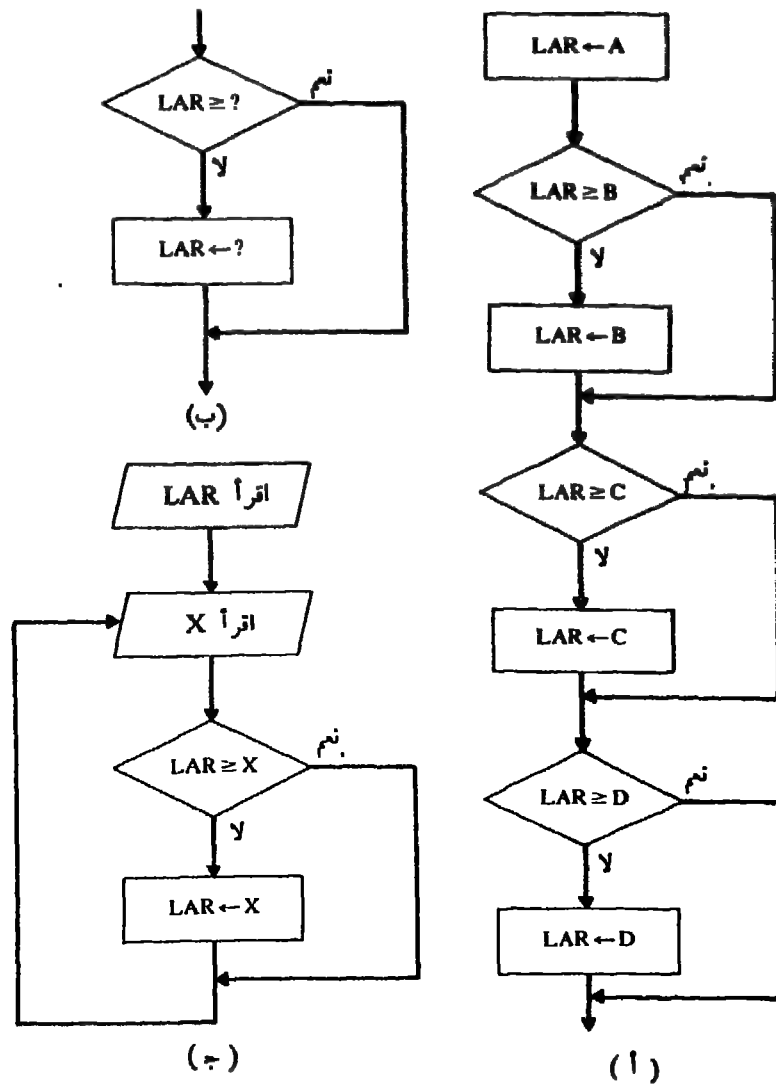 LAR ← A
LAR ≥ B
نعم
لا
LAR ← B
LAR ≥ C
نعم
لا
LAR ← C
LAR ≥ D
نعم
لا
LAR ← D
(أ)
LAR ≥ ?
نعم
لا
LAR ← ?
(ب)
اقرأ LAR
اقرأ X
LAR ≥ X
نعم
لا
LAR ← X
(جـ)